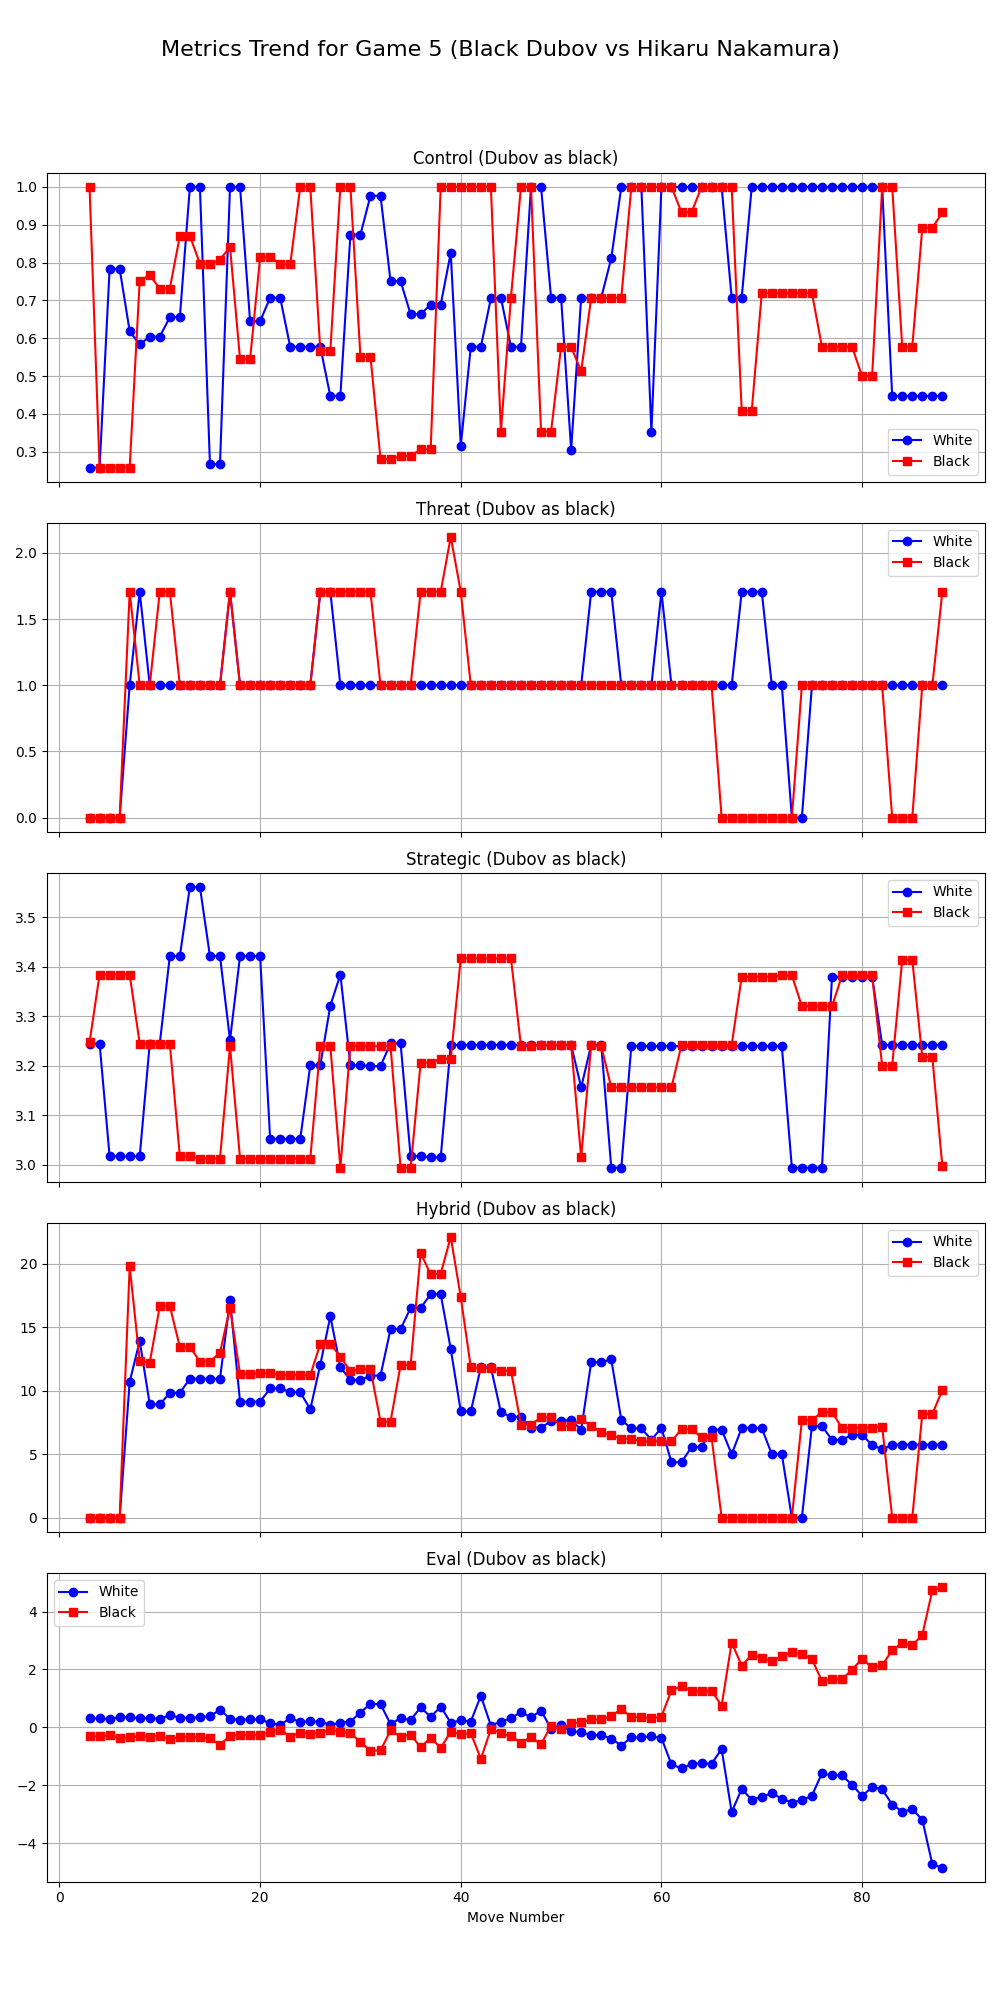 Metrics Trend for Game 5 (Black Dubov vs Hikaru Nakamura)
Control (Dubov as black)
1.0
0.9
0.8
0.7
0.6
0.5
0.4
0.3
White
Black
Threat (Dubov as black)
2.0
1.5
1.0
0.5
0.0
White
Black
Strategic (Dubov as black)
3.5
3.4
3.3
3.2
3.1
3.0
White
Black
Hybrid (Dubov as black)
20
15
10
5
0
White
Black
Eval (Dubov as black)
4
2
0
−2
−4
White
Black
0 20 40 60 80
Move Number